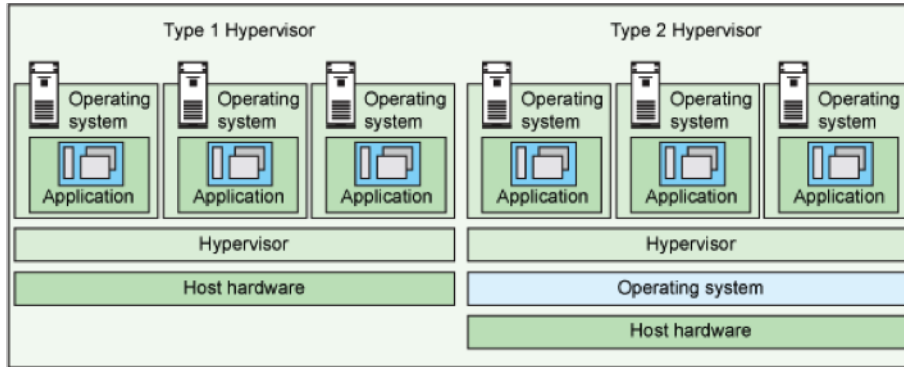 Type 1 Hypervisor
Operating
system
Application
Operating
system
Application
Operating
system
Application
Hypervisor
Host hardware
Type 2 Hypervisor
Operating
system
Application
Operating
system
Application
Operating
system
Application
Hypervisor
Operating system
Host hardware